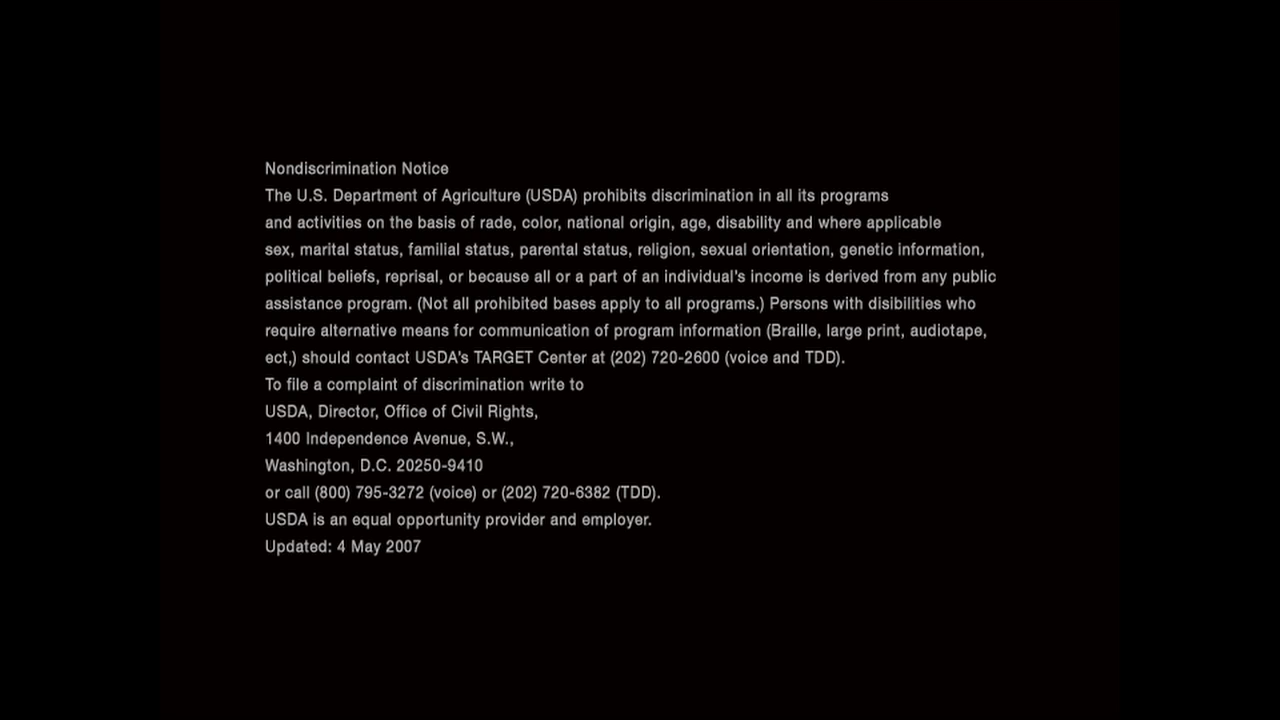 Nondiscrimination Notice
The U.S. Department of Agriculture (USDA) prohibits discrimination in all its programs
and activities on the basis of rade, color, national origin, age, disability and where applicable
sex, marital status, familial status, parental status, religion, sexual orientation, genetic information,
political beliefs, reprisal, or because all or a part of an individual's income is derived from any public
assistance program. (Not all prohibited bases apply to all programs.) Persons with disibilities who
require alternative means for communication of program information (Braille, large print, audiotape,
ect,) should contact USDA's TARGET Center at (202) 720-2600 (voice and TDD).
To file a complaint of discrimination write to
USDA, Director, Office of Civil Rights,
1400 Independence Avenue, S.W.,
Washington, D.C. 20250-9410
or call (800) 795-3272 (voice) or (202) 720-6382 (TDD).
USDA is an equal opportunity provider and employer.
Updated: 4 May 2007